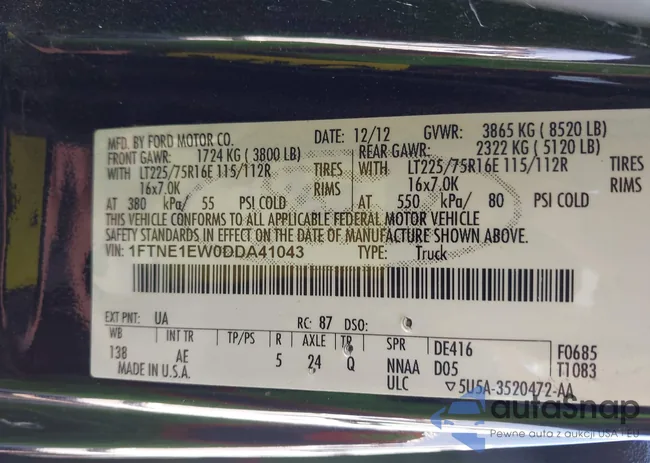 MFD. BY FORD MOTOR CO. DATE: 12/12 GVWR: 3865 KG ( 8520 LB)
FRONT GAWR: 1724 KG ( 3800 LB) REAR GAWR: 2322 KG ( 5120 LB)
WITH LT225/75R16E 115/112R TIRES WITH LT225/75R16E 115/112R TIRES
16x7.0K RIMS 16x7.0K RIMS
AT 380 kPa/ 55 PSI COLD AT 550 kPa/ 80 PSI COLD
THIS VEHICLE CONFORMS TO ALL APPLICABLE FEDERAL MOTOR VEHICLE
SAFETY STANDARDS IN EFFECT ON THE DATE OF MANUFACTURE SHOWN ABOVE.
VIN: 1FTNE1EW0DDA41043 TYPE: Truck
EXT PNT: UA RC: 87 DSO:
WB INT TR TP/PS R AXLE TR SPR DE416 F0685
138 AE 5 24 Q NNAA D05 T1083
MADE IN U.S.A. ULC ▽5U5A-3520472-AA
autosnap
Pewne auta z aukcji USA i EU